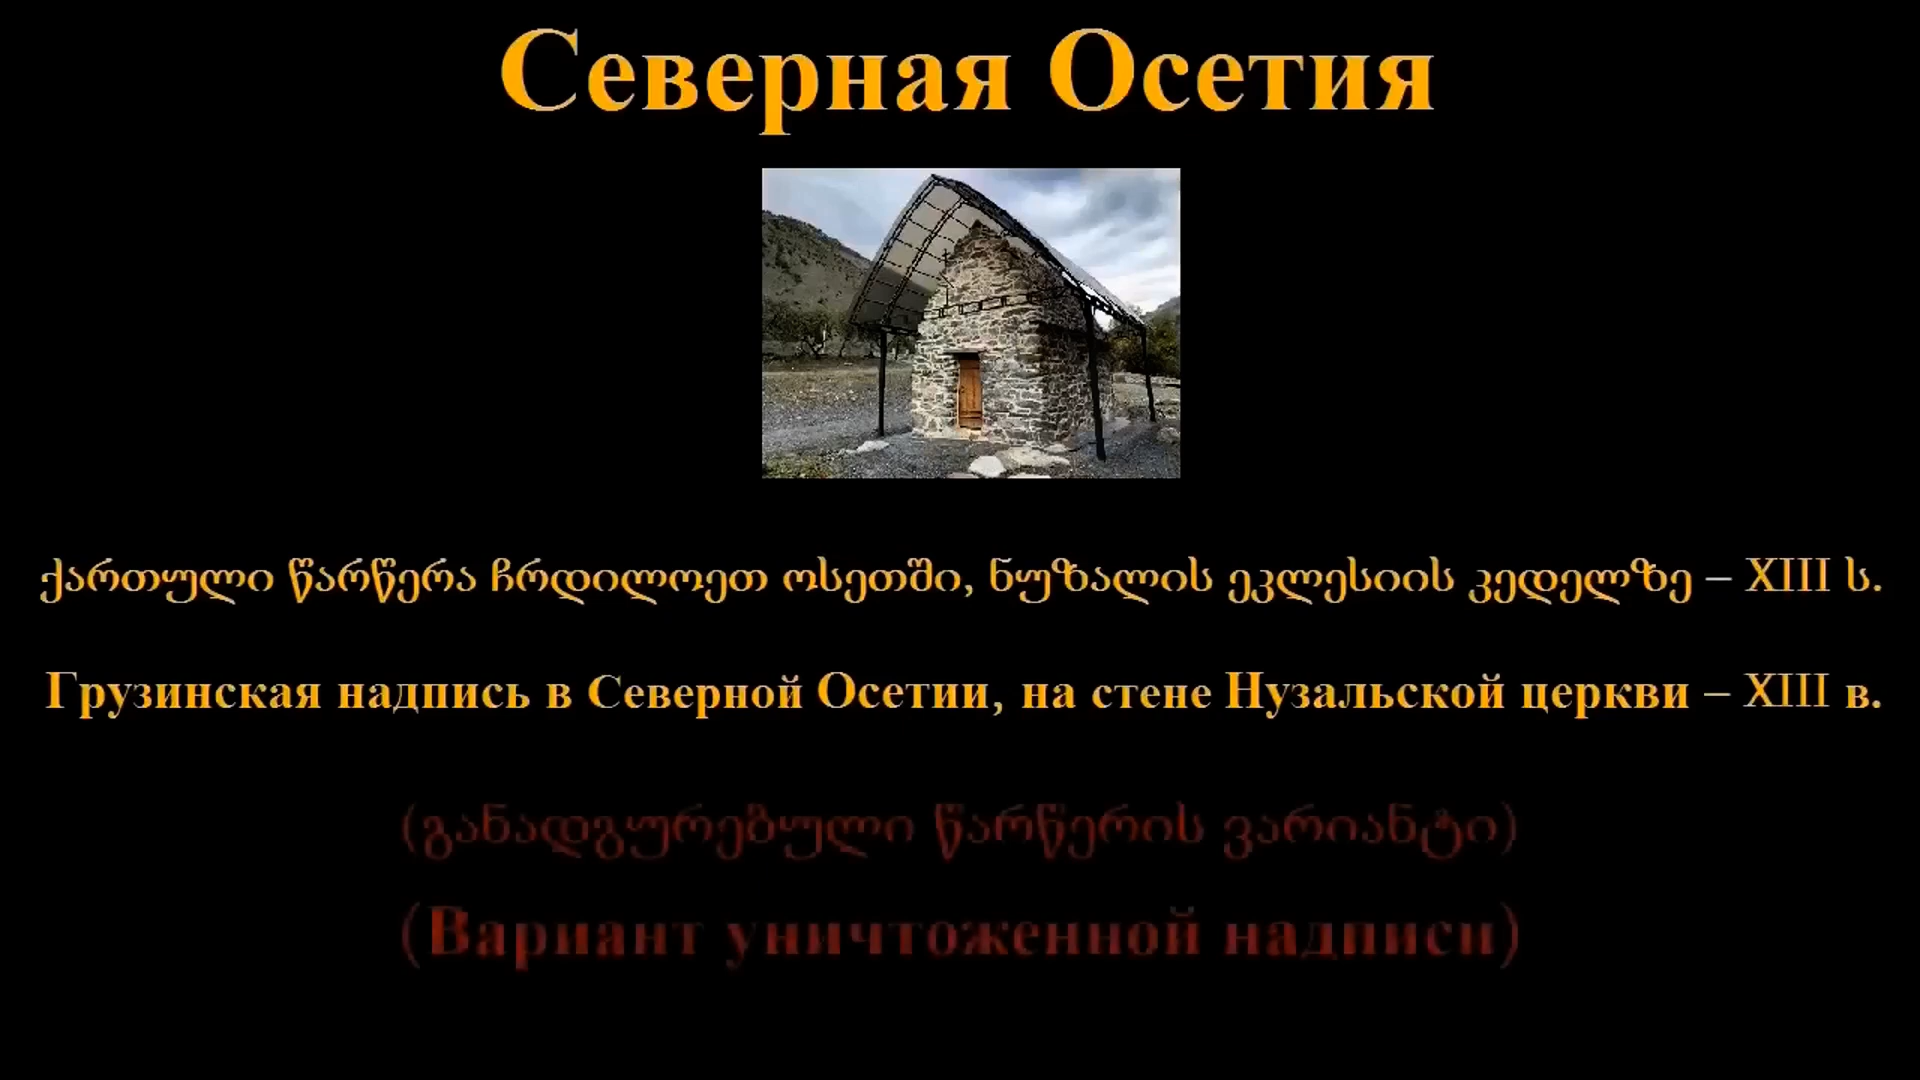 Северная Осетия
ქართული წარწერა ჩრდილოეთ ოსეთში, ნუზალის ეკლესიის კედელზე – XIII ს.
Грузинская надпись в Северной Осетии, на стене Нузальской церкви – XIII в.
(განადგურებული წარწერის ვარიანტი)
(Вариант уничтоженной надписи)